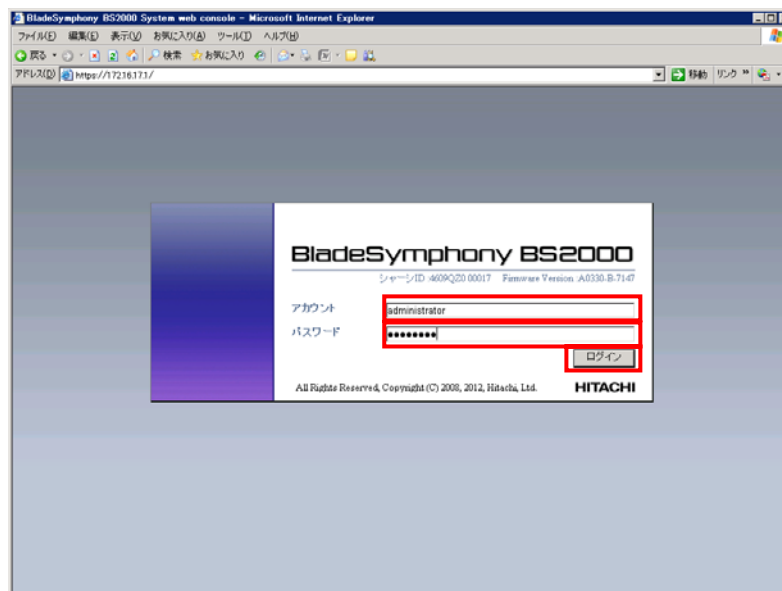 BladeSymphony BS2000 System web console - Microsoft Internet Explorer
ファイル(F) 編集(E) 表示(V) お気に入り(A) ツール(T) ヘルプ(H)
戻る 検索 お気に入り
アドレス(D) https://172.16.17.1/ 移動 リンク »
BladeSymphony BS2000
シャーシID :4609QZ0 00017 Firmware Version :A0330-B-7147
アカウント administrator
パスワード ●●●●●●●●
ログイン
All Rights Reserved, Copyright (C) 2008, 2012, Hitachi, Ltd. HITACHI